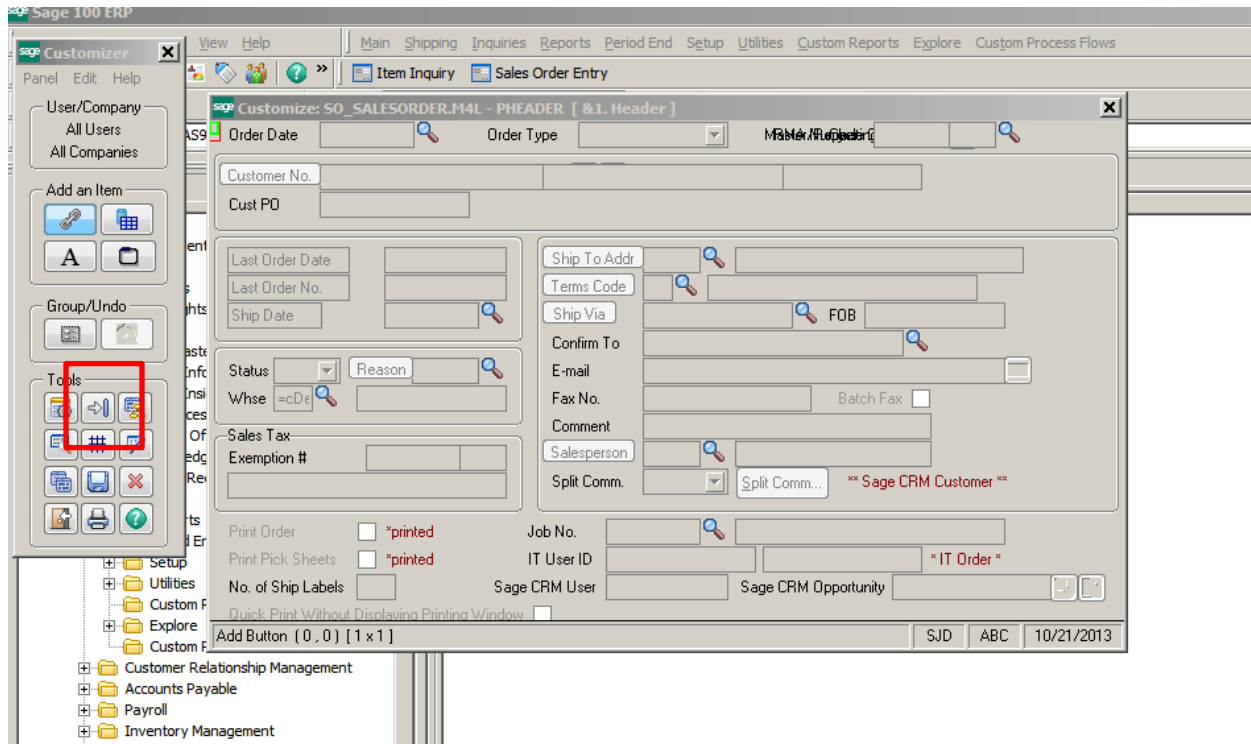 sage Sage 100 ERP
View Help Main Shipping Inquiries Reports Period End Setup Utilities Custom Reports Explore Custom Process Flows
sage Customizer
Panel Edit Help
» Item Inquiry Sales Order Entry
User/Company
All Users
All Companies
Add an Item
A
Group/Undo
Tools
sage Customize: SO_SALESORDER.M4L - PHEADER [ &1. Header ]
Order Date Order Type
Customer No.
Cust PO
Last Order Date
Last Order No.
Ship Date
Status Reason
Whse =cDe
Sales Tax
Exemption #
Ship To Addr
Terms Code
Ship Via FOB
Confirm To
E-mail
Fax No. Batch Fax
Comment
Salesperson
Split Comm. Split Comm... ** Sage CRM Customer **
Print Order *printed Job No.
Print Pick Sheets *printed IT User ID * IT Order *
No. of Ship Labels Sage CRM User Sage CRM Opportunity
Quick Print Without Displaying Printing Window
Add Button ( 0 , 0 ) [ 1 x 1 ] SJD ABC 10/21/2013
Setup
Utilities
Explore
Customer Relationship Management
Accounts Payable
Payroll
Inventory Management